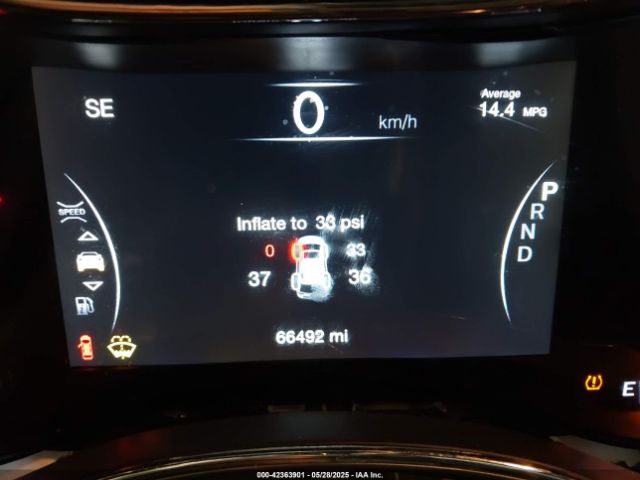 SE
0
km/h
Average
14.4 MPG
SPEED
P
R
N
D
Inflate to 33 psi
0 33
37 36
66492 mi
E
000-42363901 - 05/28/2025 - IAA Inc.